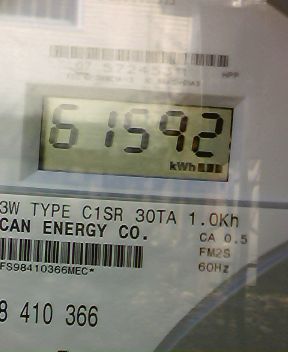 HPP
61592
kWh
3W TYPE C1SR 30TA 1.0Kh
CAN ENERGY CO.
CA 0.5
FM2S
60Hz
FS98410366MEC*
8 410 366